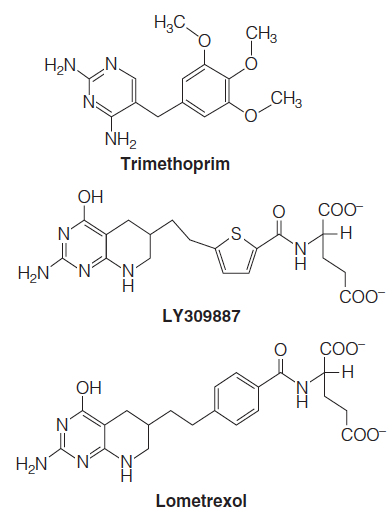 H₃C
CH₃
O
O
H₂N
N
N
O
CH₃
NH₂
Trimethoprim
OH
O
COO⁻
N
S
H
N
H
H₂N
N
N
H
COO⁻
LY309887
O
COO⁻
H
OH
N
H
N
COO⁻
H₂N
N
N
H
Lometrexol